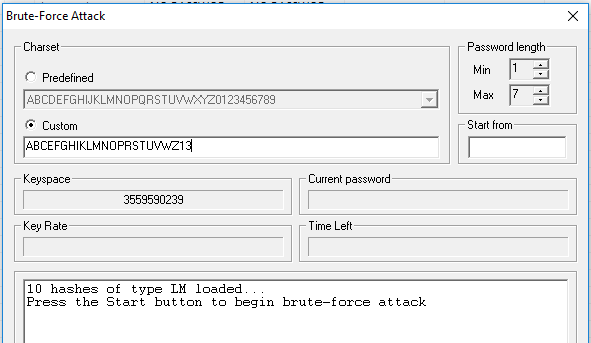 Brute-Force Attack
Charset
Predefined
ABCDEFGHIJKLMNOPQRSTUVWXYZ0123456789
Custom
ABCEFGHIKLMNOPRSTUVWZ13
Password length
Min 1
Max 7
Start from
Keyspace
3559590239
Current password
Key Rate
Time Left
10 hashes of type LM loaded...
Press the Start button to begin brute-force attack